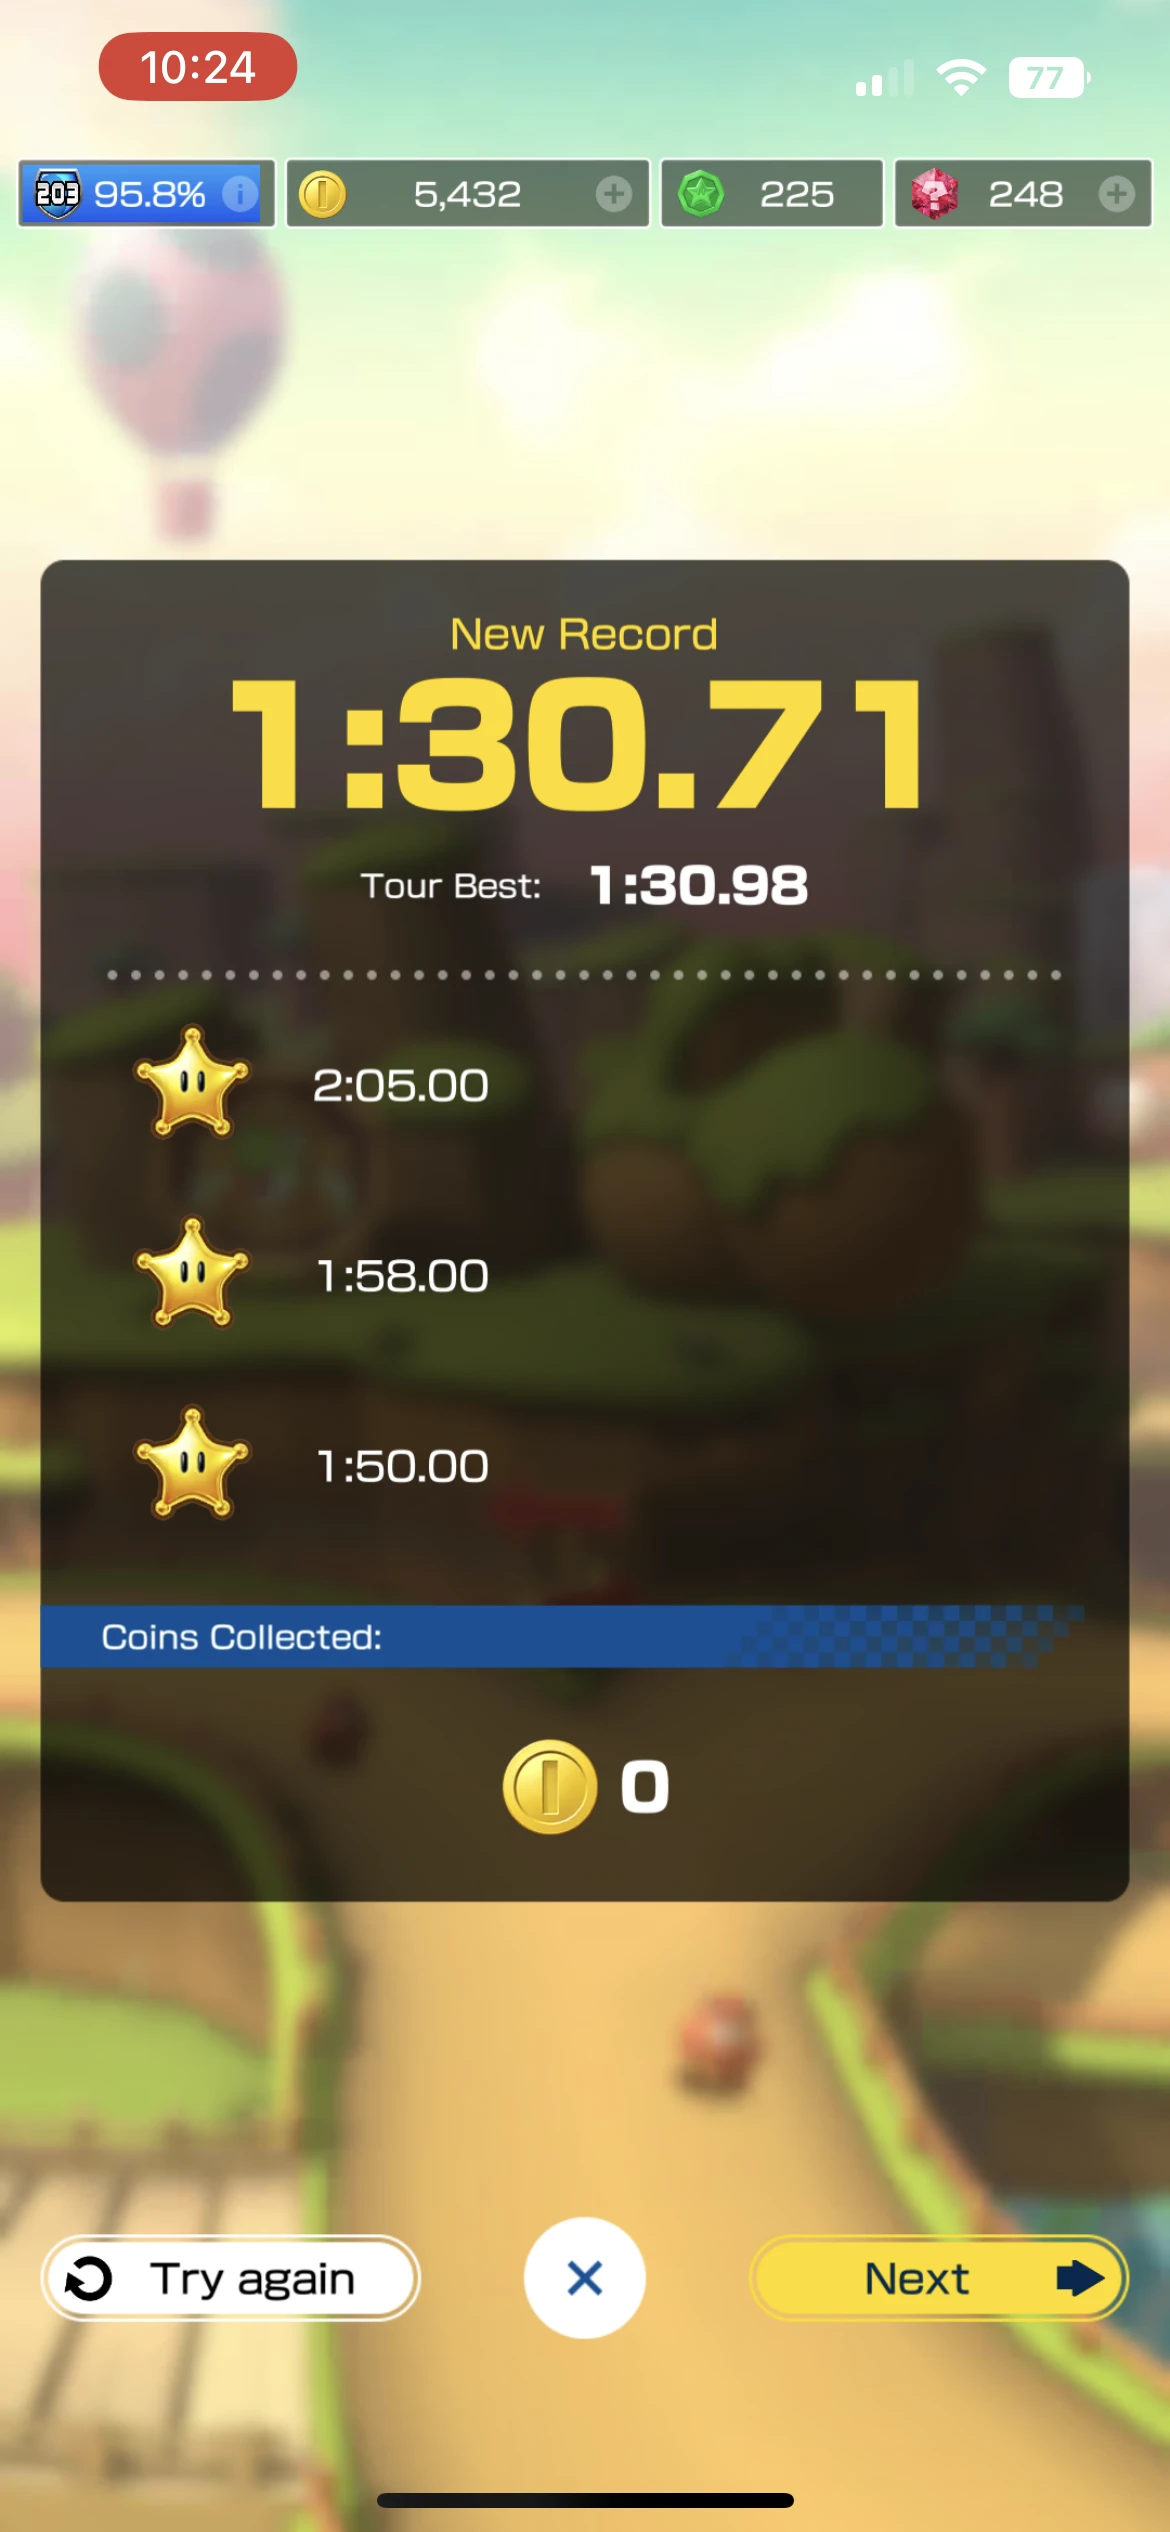 10:24 77
203 95.8% i 5,432 + 225 248 +
New Record
1:30.71
Tour Best: 1:30.98
2:05.00
1:58.00
1:50.00
Coins Collected:
0
Try again × Next